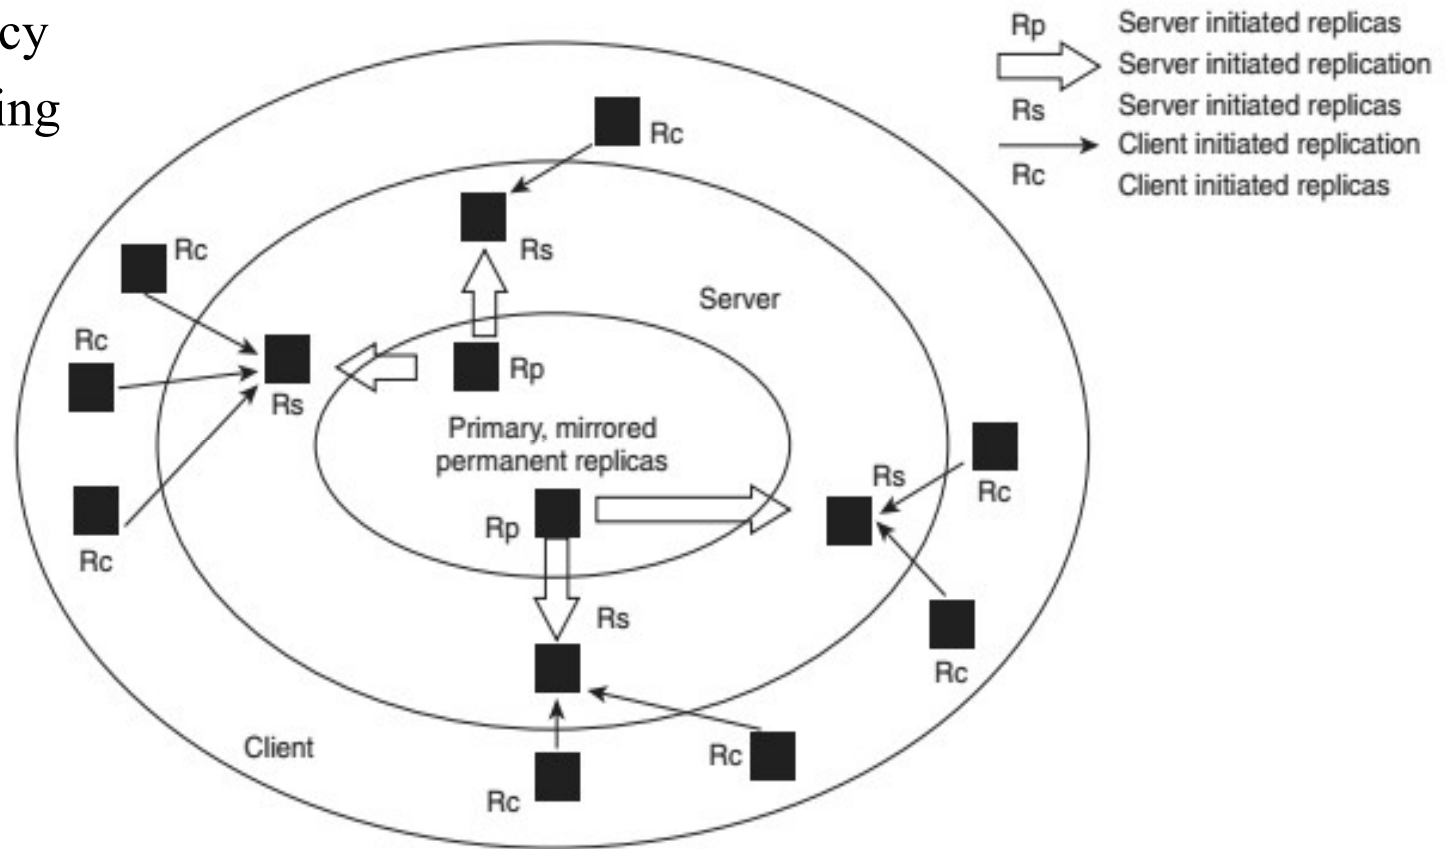 cy
ing
Rp Server initiated replicas
Server initiated replication
Rs Server initiated replicas
Client initiated replication
Rc Client initiated replicas
Rc
Rs
Rc
Server
Rc
Rp
Rs
Primary, mirrored
permanent replicas
Rs
Rc
Rp
Rc
Rs
Rc
Client
Rc
Rc